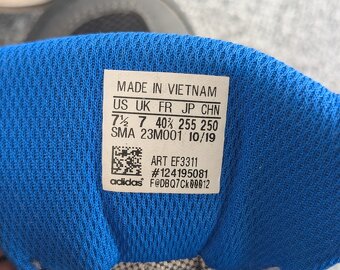 MADE IN VIETNAM
US UK FR JP CHN
7½ 7 40⅔ 255 250
SMA 23M001 10/19
ART EF3311
#124195081
adidas F@DBQ7Ck00012